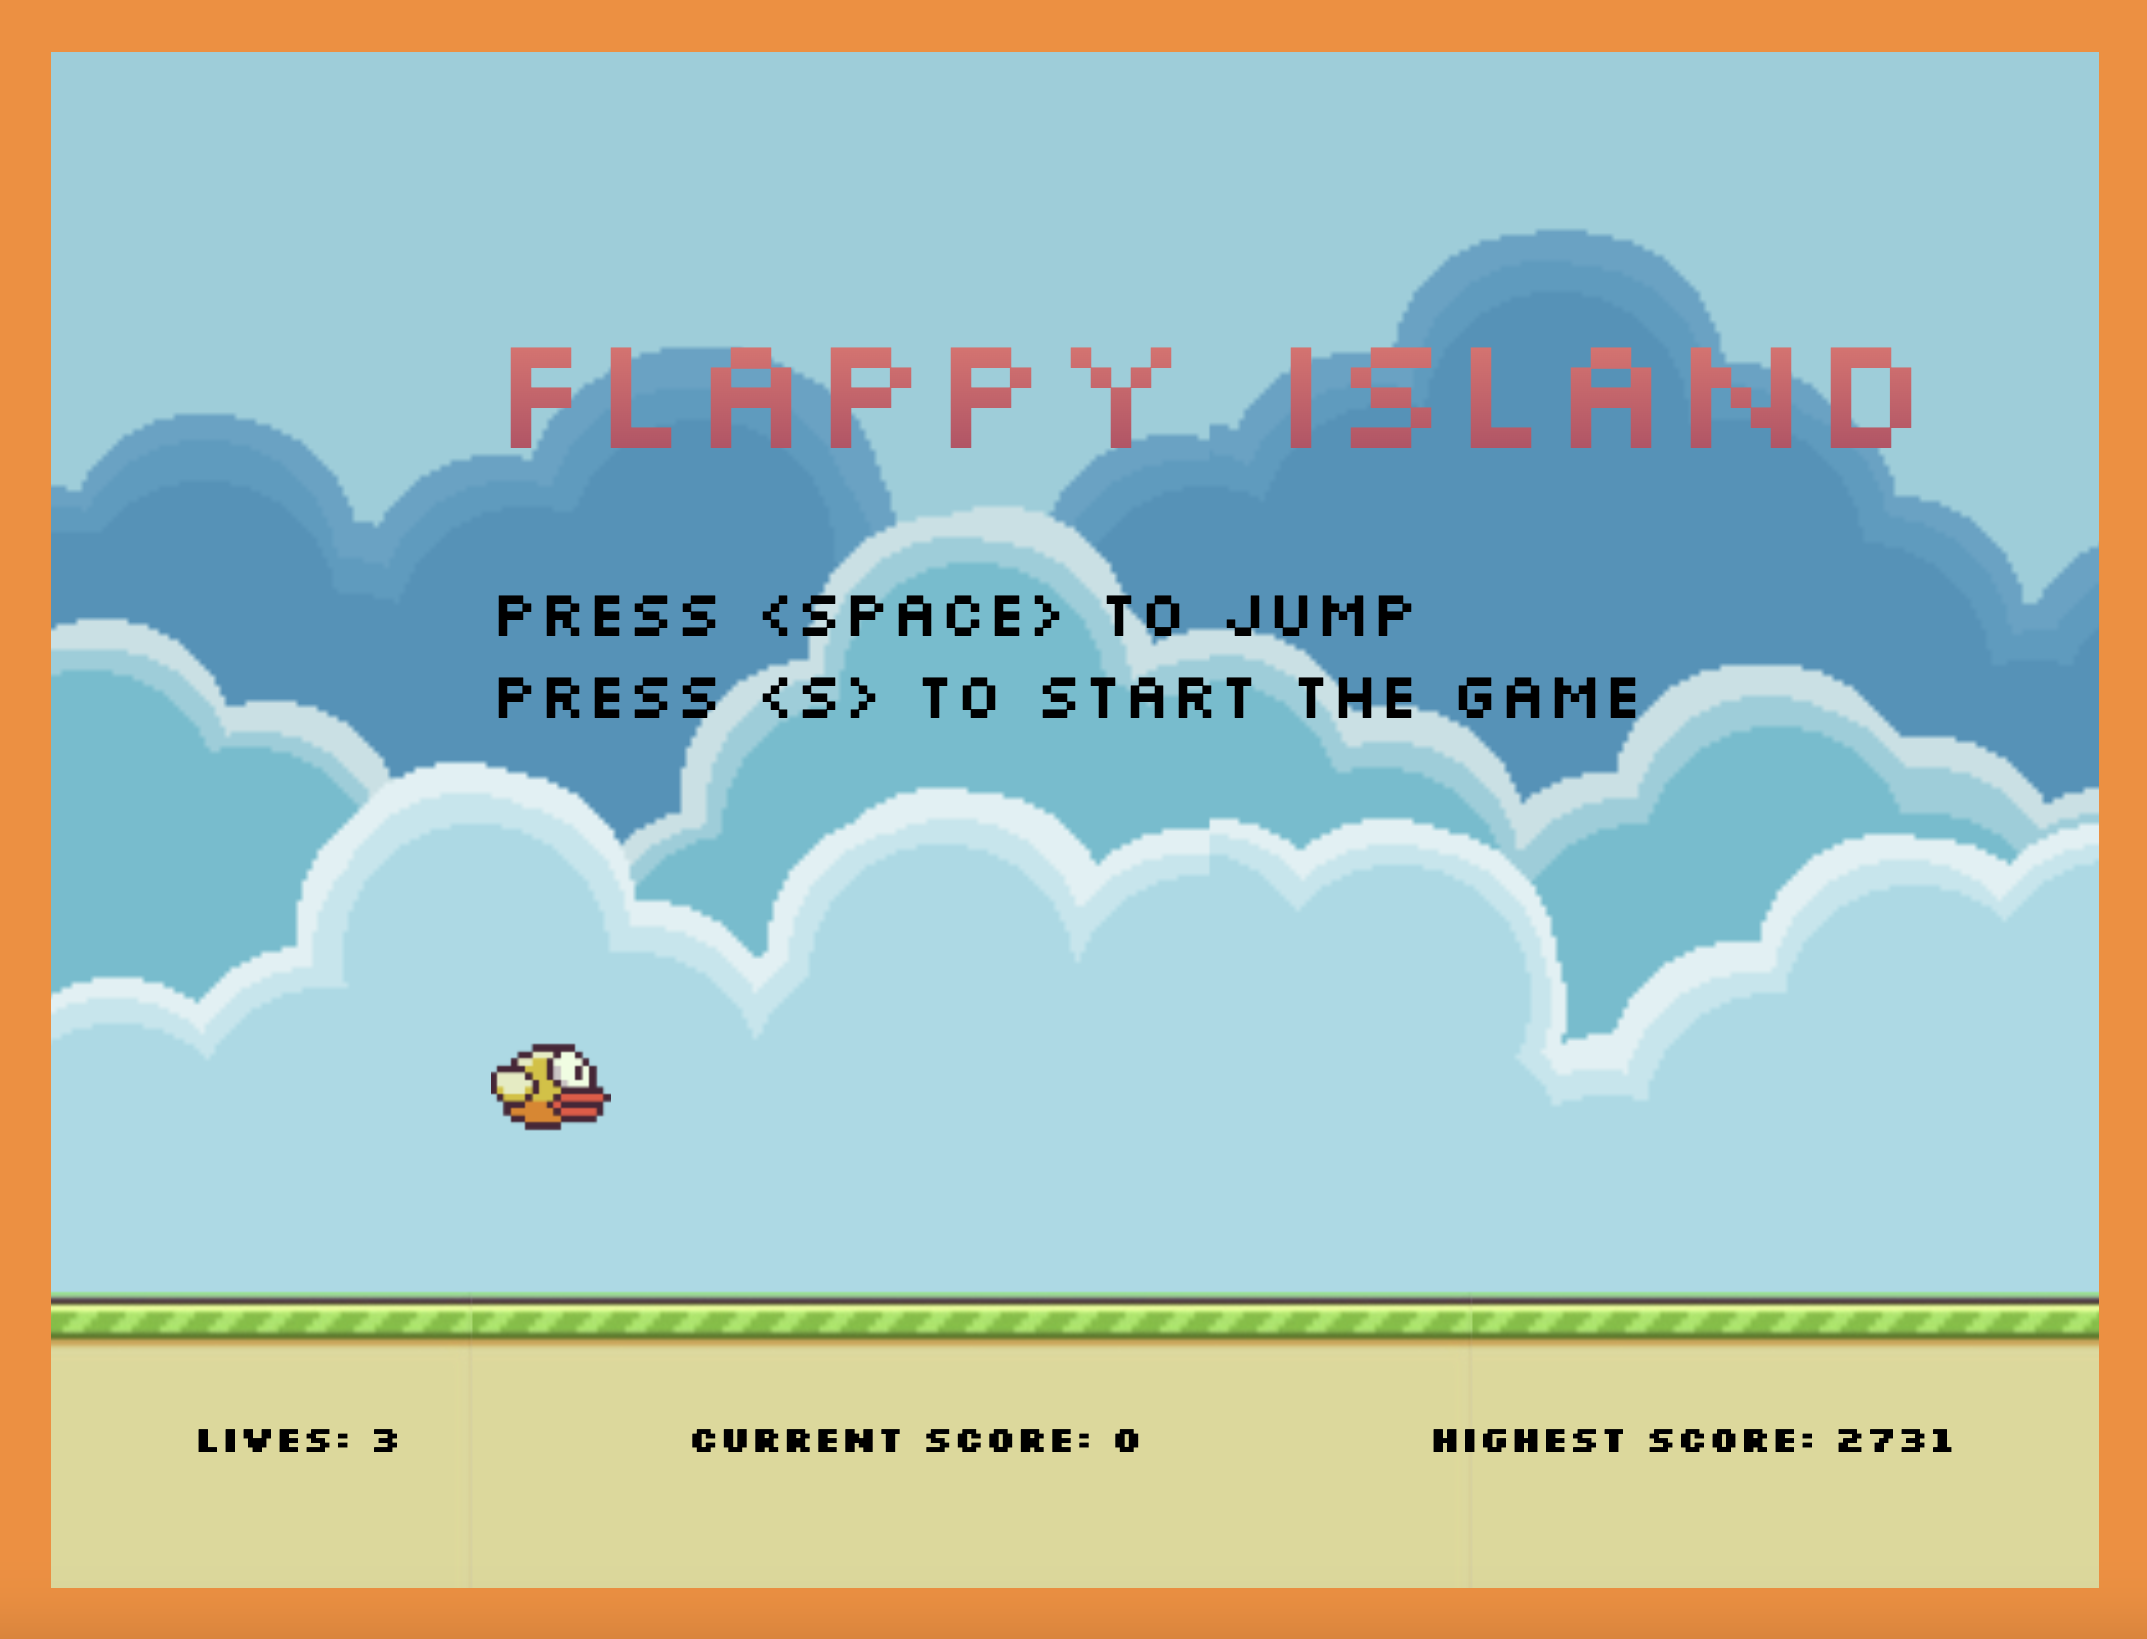 FLAPPY ISLAND
PRESS <SPACE> TO JUMP
PRESS <S> TO START THE GAME
LIVES: 3
CURRENT SCORE: 0
HIGHEST SCORE: 2731